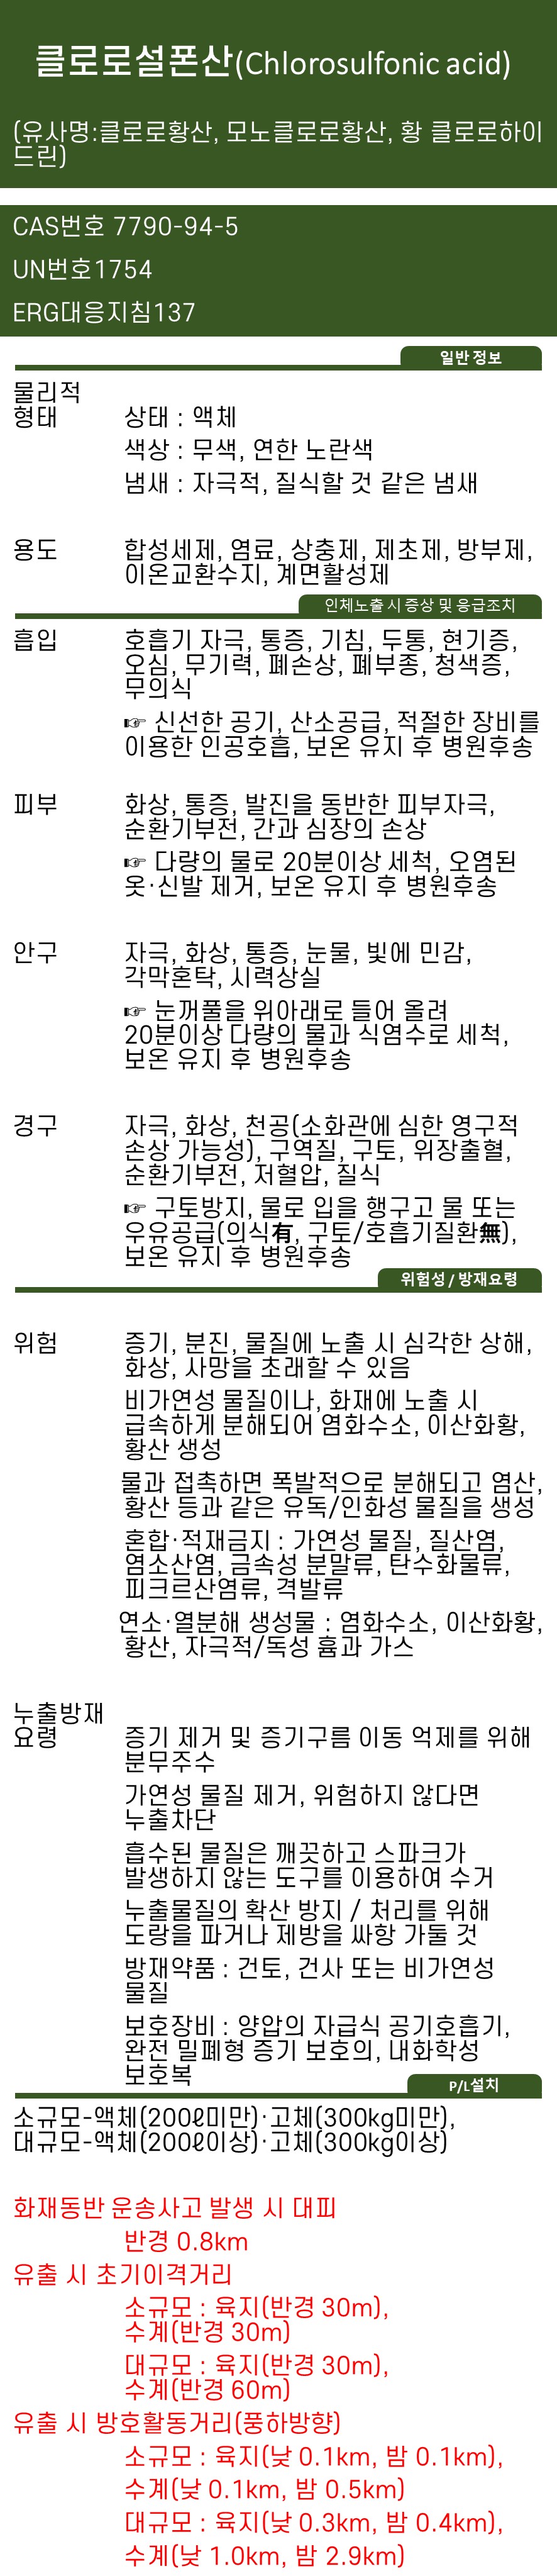 클로로설폰산(Chlorosulfonic acid)
(유사명:클로로황산, 모노클로로황산, 황 클로로하이
드린)
CAS번호 7790-94-5
UN번호1754
ERG대응지침137
일반 정보
물리적
형태 상태 : 액체
색상 : 무색, 연한 노란색
냄새 : 자극적, 질식할 것 같은 냄새
용도 합성세제, 염료, 살충제, 제초제, 방부제,
이온교환수지, 계면활성제
인체노출 시 증상 및 응급조치
흡입 호흡기 자극, 통증, 기침, 두통, 현기증,
오심, 무기력, 폐손상, 폐부종, 청색증,
무의식
☞ 신선한 공기, 산소공급, 적절한 장비를
이용한 인공호흡, 보온 유지 후 병원후송
피부 화상, 통증, 발진을 동반한 피부자극,
순환기부전, 간과 심장의 손상
☞ 다량의 물로 20분이상 세척, 오염된
옷·신발 제거, 보온 유지 후 병원후송
안구 자극, 화상, 통증, 눈물, 빛에 민감,
각막혼탁, 시력상실
☞ 눈꺼풀을 위아래로 들어 올려
20분이상 다량의 물과 식염수로 세척,
보온 유지 후 병원후송
경구 자극, 화상, 천공(소화관에 심한 영구적
손상 가능성), 구역질, 구토, 위장출혈,
순환기부전, 저혈압, 질식
☞ 구토방지, 물로 입을 행구고 물 또는
우유공급(의식有, 구토/호흡기질환無),
보온 유지 후 병원후송
위험성 / 방재요령
위험 증기, 분진, 물질에 노출 시 심각한 상해,
화상, 사망을 초래할 수 있음
비가연성 물질이나, 화재에 노출 시
급속하게 분해되어 염화수소, 이산화황,
황산 생성
물과 접촉하면 폭발적으로 분해되고 염산,
황산 등과 같은 유독/인화성 물질을 생성
혼합·적재금지 : 가연성 물질, 질산염,
염소산염, 금속성 분말류, 탄수화물류,
피크르산염류, 격발류
연소·열분해 생성물 : 염화수소, 이산화황,
황산, 자극적/독성 흄과 가스
누출방재
요령 증기 제거 및 증기구름 이동 억제를 위해
분무주수
가연성 물질 제거, 위험하지 않다면
누출차단
흡수된 물질은 깨끗하고 스파크가
발생하지 않는 도구를 이용하여 수거
누출물질의 확산 방지 / 처리를 위해
도랑을 파거나 제방을 싸항 가둘 것
방재약품 : 건토, 건사 또는 비가연성
물질
보호장비 : 양압의 자급식 공기호흡기,
완전 밀폐형 증기 보호의, 내화학성
보호복
P/L설치
소규모-액체(200ℓ미만)·고체(300kg미만),
대규모-액체(200ℓ이상)·고체(300kg이상)
화재동반 운송사고 발생 시 대피
반경 0.8km
유출 시 초기이격거리
소규모 : 육지(반경 30m),
수계(반경 30m)
대규모 : 육지(반경 30m),
수계(반경 60m)
유출 시 방호활동거리(풍하방향)
소규모 : 육지(낮 0.1km, 밤 0.1km),
수계(낮 0.1km, 밤 0.5km)
대규모 : 육지(낮 0.3km, 밤 0.4km),
수계(낮 1.0km, 밤 2.9km)